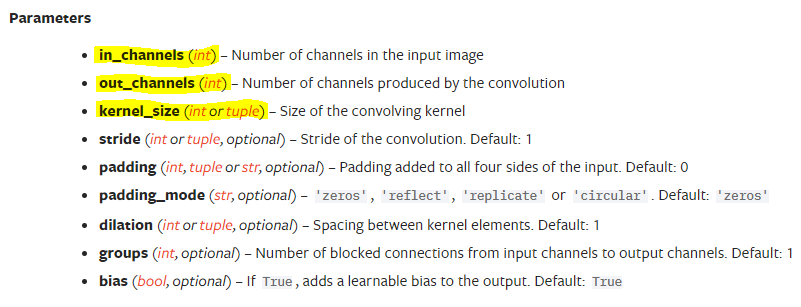 Parameters
• in_channels (int) – Number of channels in the input image
• out_channels (int) – Number of channels produced by the convolution
• kernel_size (int or tuple) – Size of the convolving kernel
• stride (int or tuple, optional) – Stride of the convolution. Default: 1
• padding (int, tuple or str, optional) – Padding added to all four sides of the input. Default: 0
• padding_mode (str, optional) – 'zeros', 'reflect', 'replicate' or 'circular'. Default: 'zeros'
• dilation (int or tuple, optional) – Spacing between kernel elements. Default: 1
• groups (int, optional) – Number of blocked connections from input channels to output channels. Default: 1
• bias (bool, optional) – If True, adds a learnable bias to the output. Default: True